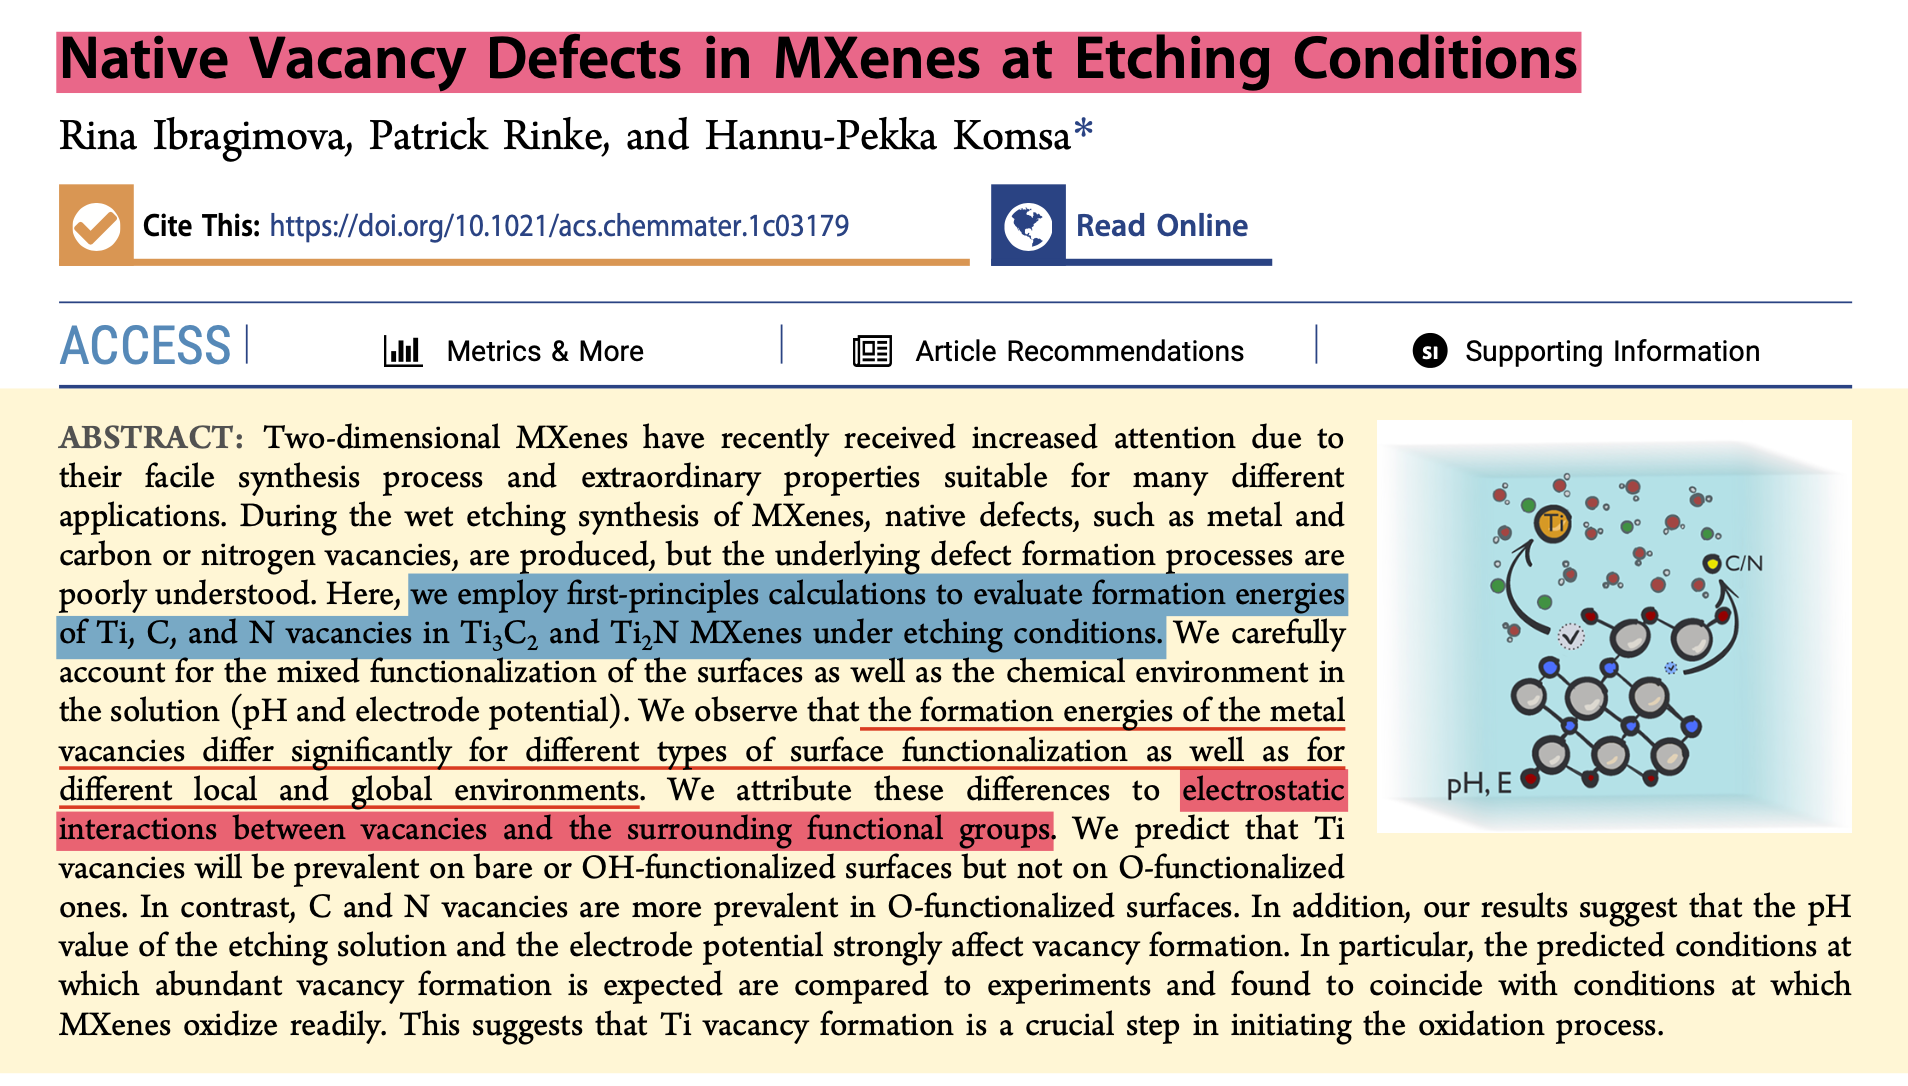 Native Vacancy Defects in MXenes at Etching Conditions
Rina Ibragimova, Patrick Rinke, and Hannu-Pekka Komsa*
Cite This: https://doi.org/10.1021/acs.chemmater.1c03179
Read Online
ACCESS
Metrics & More
Article Recommendations
SI Supporting Information
ABSTRACT: Two-dimensional MXenes have recently received increased attention due to
their facile synthesis process and extraordinary properties suitable for many different
applications. During the wet etching synthesis of MXenes, native defects, such as metal and
carbon or nitrogen vacancies, are produced, but the underlying defect formation processes are
poorly understood. Here, we employ first-principles calculations to evaluate formation energies
of Ti, C, and N vacancies in Ti₃C₂ and Ti₂N MXenes under etching conditions. We carefully
account for the mixed functionalization of the surfaces as well as the chemical environment in
the solution (pH and electrode potential). We observe that the formation energies of the metal
vacancies differ significantly for different types of surface functionalization as well as for
different local and global environments. We attribute these differences to electrostatic
interactions between vacancies and the surrounding functional groups. We predict that Ti
vacancies will be prevalent on bare or OH-functionalized surfaces but not on O-functionalized
ones. In contrast, C and N vacancies are more prevalent in O-functionalized surfaces. In addition, our results suggest that the pH
value of the etching solution and the electrode potential strongly affect vacancy formation. In particular, the predicted conditions at
which abundant vacancy formation is expected are compared to experiments and found to coincide with conditions at which
MXenes oxidize readily. This suggests that Ti vacancy formation is a crucial step in initiating the oxidation process.
Ti
C/N
V
pH, E